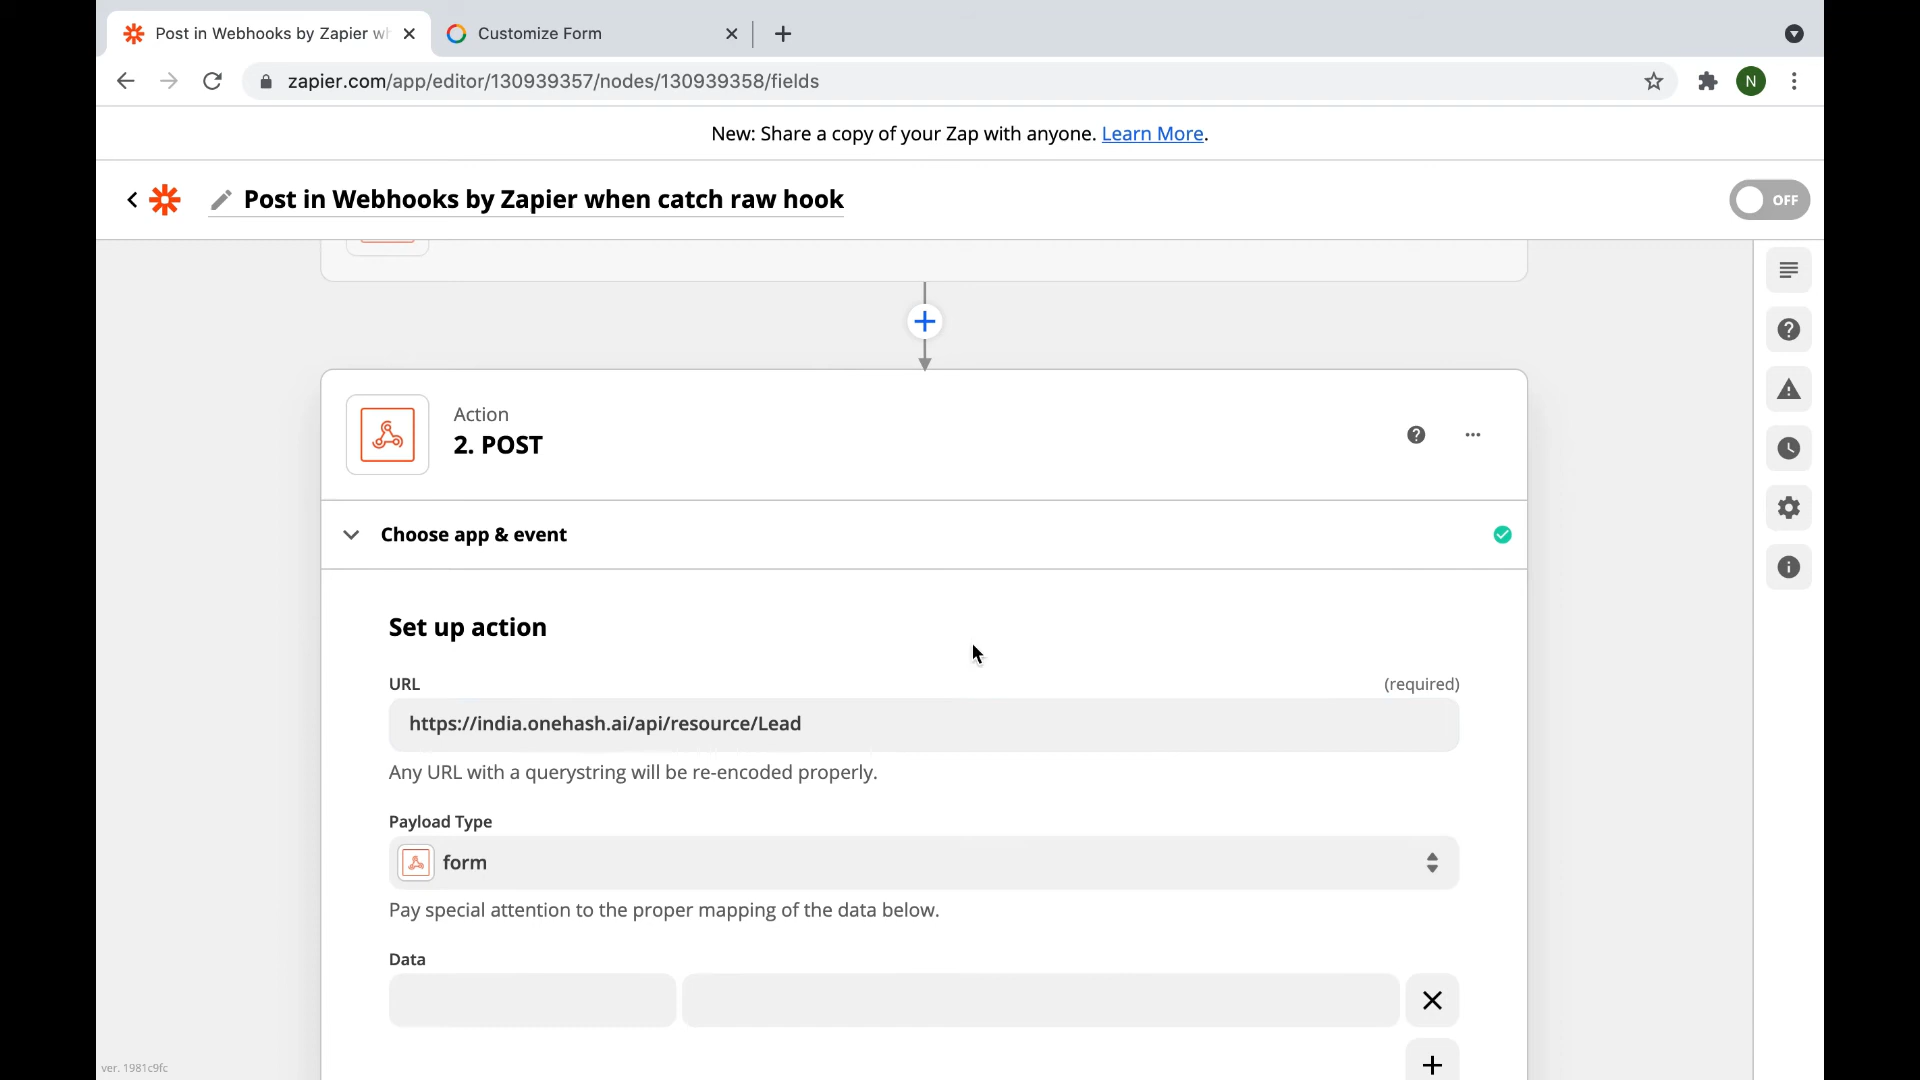 Post in Webhooks by Zapier wh
Customize Form
zapier.com/app/editor/130939357/nodes/130939358/fields
N
New: Share a copy of your Zap with anyone. Learn More.
Post in Webhooks by Zapier when catch raw hook
OFF
Action
2. POST
Choose app & event
Set up action
URL
(required)
https://india.onehash.ai/api/resource/Lead
Any URL with a querystring will be re-encoded properly.
Payload Type
form
Pay special attention to the proper mapping of the data below.
Data
ver. 1981c9fc